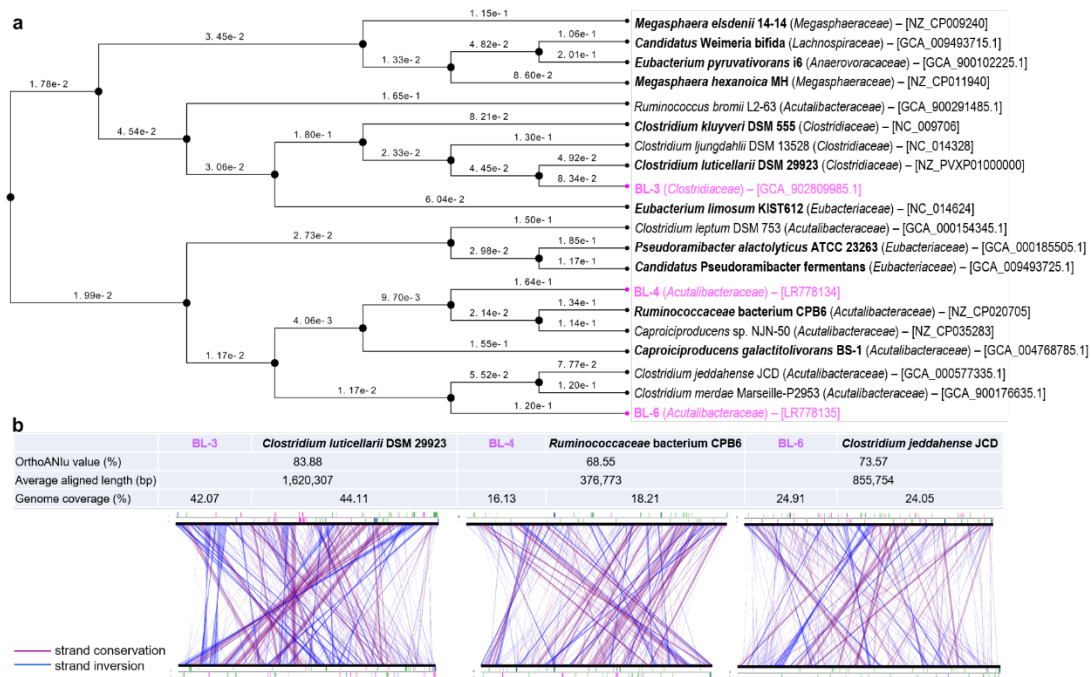 a
1. 15e- 1
Megasphaera elsdenii 14-14 (Megasphaeraceae) – [NZ_CP009240]
3. 45e- 2
1. 06e- 1
Candidatus Weimeria bifida (Lachnospiraceae) – [GCA_009493715.1]
4. 82e- 2
1. 33e- 2
2. 01e- 1
Eubacterium pyruvativorans i6 (Anaerovoracaceae) – [GCA_900102225.1]
8. 60e- 2
Megasphaera hexanoica MH (Megasphaeraceae) – [NZ_CP011940]
1. 78e- 2
1. 65e- 1
Ruminococcus bromii L2-63 (Acutalibacteraceae) – [GCA_900291485.1]
8. 21e- 2
Clostridium kluyveri DSM 555 (Clostridiaceae) – [NC_009706]
4. 54e- 2
1. 80e- 1
1. 30e- 1
Clostridium ljungdahlii DSM 13528 (Clostridiaceae) – [NC_014328]
2. 33e- 2
4. 92e- 2
Clostridium luticellarii DSM 29923 (Clostridiaceae) – [NZ_PVXP01000000]
3. 06e- 2
4. 45e- 2
8. 34e- 2
BL-3 (Clostridiaceae) – [GCA_902809985.1]
6. 04e- 2
Eubacterium limosum KIST612 (Eubacteriaceae) – [NC_014624]
1. 50e- 1
Clostridium leptum DSM 753 (Acutalibacteraceae) – [GCA_000154345.1]
2. 73e- 2
1. 85e- 1
Pseudoramibacter alactolyticus ATCC 23263 (Eubacteriaceae) – [GCA_000185505.1]
2. 98e- 2
1. 17e- 1
Candidatus Pseudoramibacter fermentans (Eubacteriaceae) – [GCA_009493725.1]
1. 99e- 2
1. 64e- 1
BL-4 (Acutalibacteraceae) – [LR778134]
9. 70e- 3
1. 34e- 1
Ruminococcaceae bacterium CPB6 (Acutalibacteraceae) – [NZ_CP020705]
2. 14e- 2
4. 06e- 3
1. 14e- 1
Caproiciproducens sp. NJN-50 (Acutalibacteraceae) – [NZ_CP035283]
1. 55e- 1
Caproiciproducens galactitolivorans BS-1 (Acutalibacteraceae) – [GCA_004768785.1]
1. 17e- 2
7. 77e- 2
Clostridium jeddahense JCD (Acutalibacteraceae) – [GCA_000577335.1]
5. 52e- 2
1. 17e- 2
1. 20e- 1
Clostridium merdae Marseille-P2953 (Acutalibacteraceae) – [GCA_900176635.1]
1. 20e- 1
BL-6 (Acutalibacteraceae) – [LR778135]
b
BL-3 Clostridium luticellarii DSM 29923 BL-4 Ruminococcaceae bacterium CPB6 BL-6 Clostridium jeddahense JCD
OrthoANIu value (%) 83.88 68.55 73.57
Average aligned length (bp) 1,620,307 376,773 855,754
Genome coverage (%) 42.07 44.11 16.13 18.21 24.91 24.05
strand conservation
strand inversion